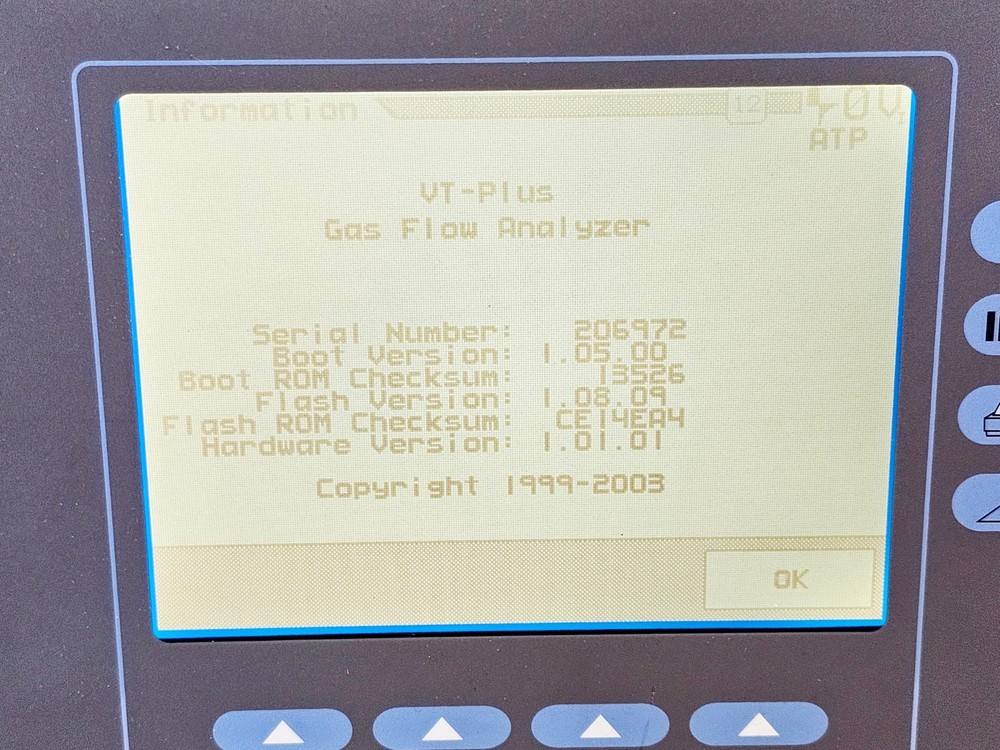 Information 12 0 V
ATP
VT-Plus
Gas Flow Analyzer
Serial Number: 206972
Boot Version: 1.05.00
Boot ROM Checksum: 13526
Flash Version: 1.08.09
Flash ROM Checksum: CE14EA4
Hardware Version: 1.01.01
Copyright 1999-2003
OK